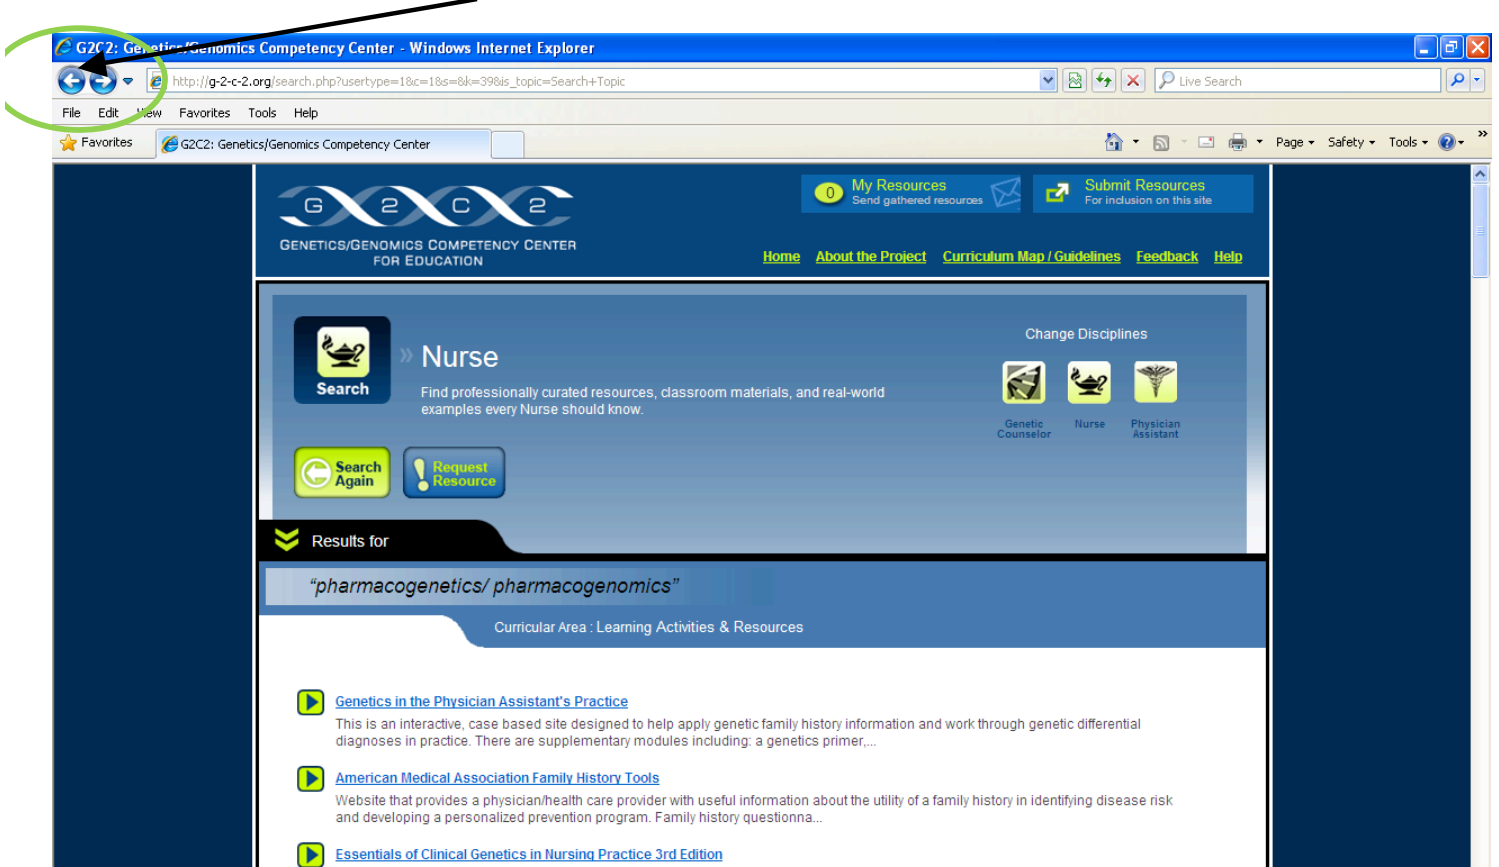 G2C2: Genetics/Genomics Competency Center - Windows Internet Explorer
http://g-2-c-2.org/search.php?usertype=1&c=1&s=&k=39&is_topic=Search+Topic
Live Search
File Edit View Favorites Tools Help
Favorites
G2C2: Genetics/Genomics Competency Center
Page Safety Tools
G 2 C 2
GENETICS/GENOMICS COMPETENCY CENTER
FOR EDUCATION
0
My Resources
Send gathered resources
Submit Resources
For inclusion on this site
Home About the Project Curriculum Map / Guidelines Feedback Help
Search
» Nurse
Find professionally curated resources, classroom materials, and real-world
examples every Nurse should know.
Change Disciplines
Genetic
Counselor
Nurse
Physician
Assistant
Search
Again
Request
Resource
Results for
“pharmacogenetics/ pharmacogenomics”
Curricular Area : Learning Activities & Resources
Genetics in the Physician Assistant's Practice
This is an interactive, case based site designed to help apply genetic family history information and work through genetic differential
diagnoses in practice. There are supplementary modules including: a genetics primer,...
American Medical Association Family History Tools
Website that provides a physician/health care provider with useful information about the utility of a family history in identifying disease risk
and developing a personalized prevention program. Family history questionna...
Essentials of Clinical Genetics in Nursing Practice 3rd Edition